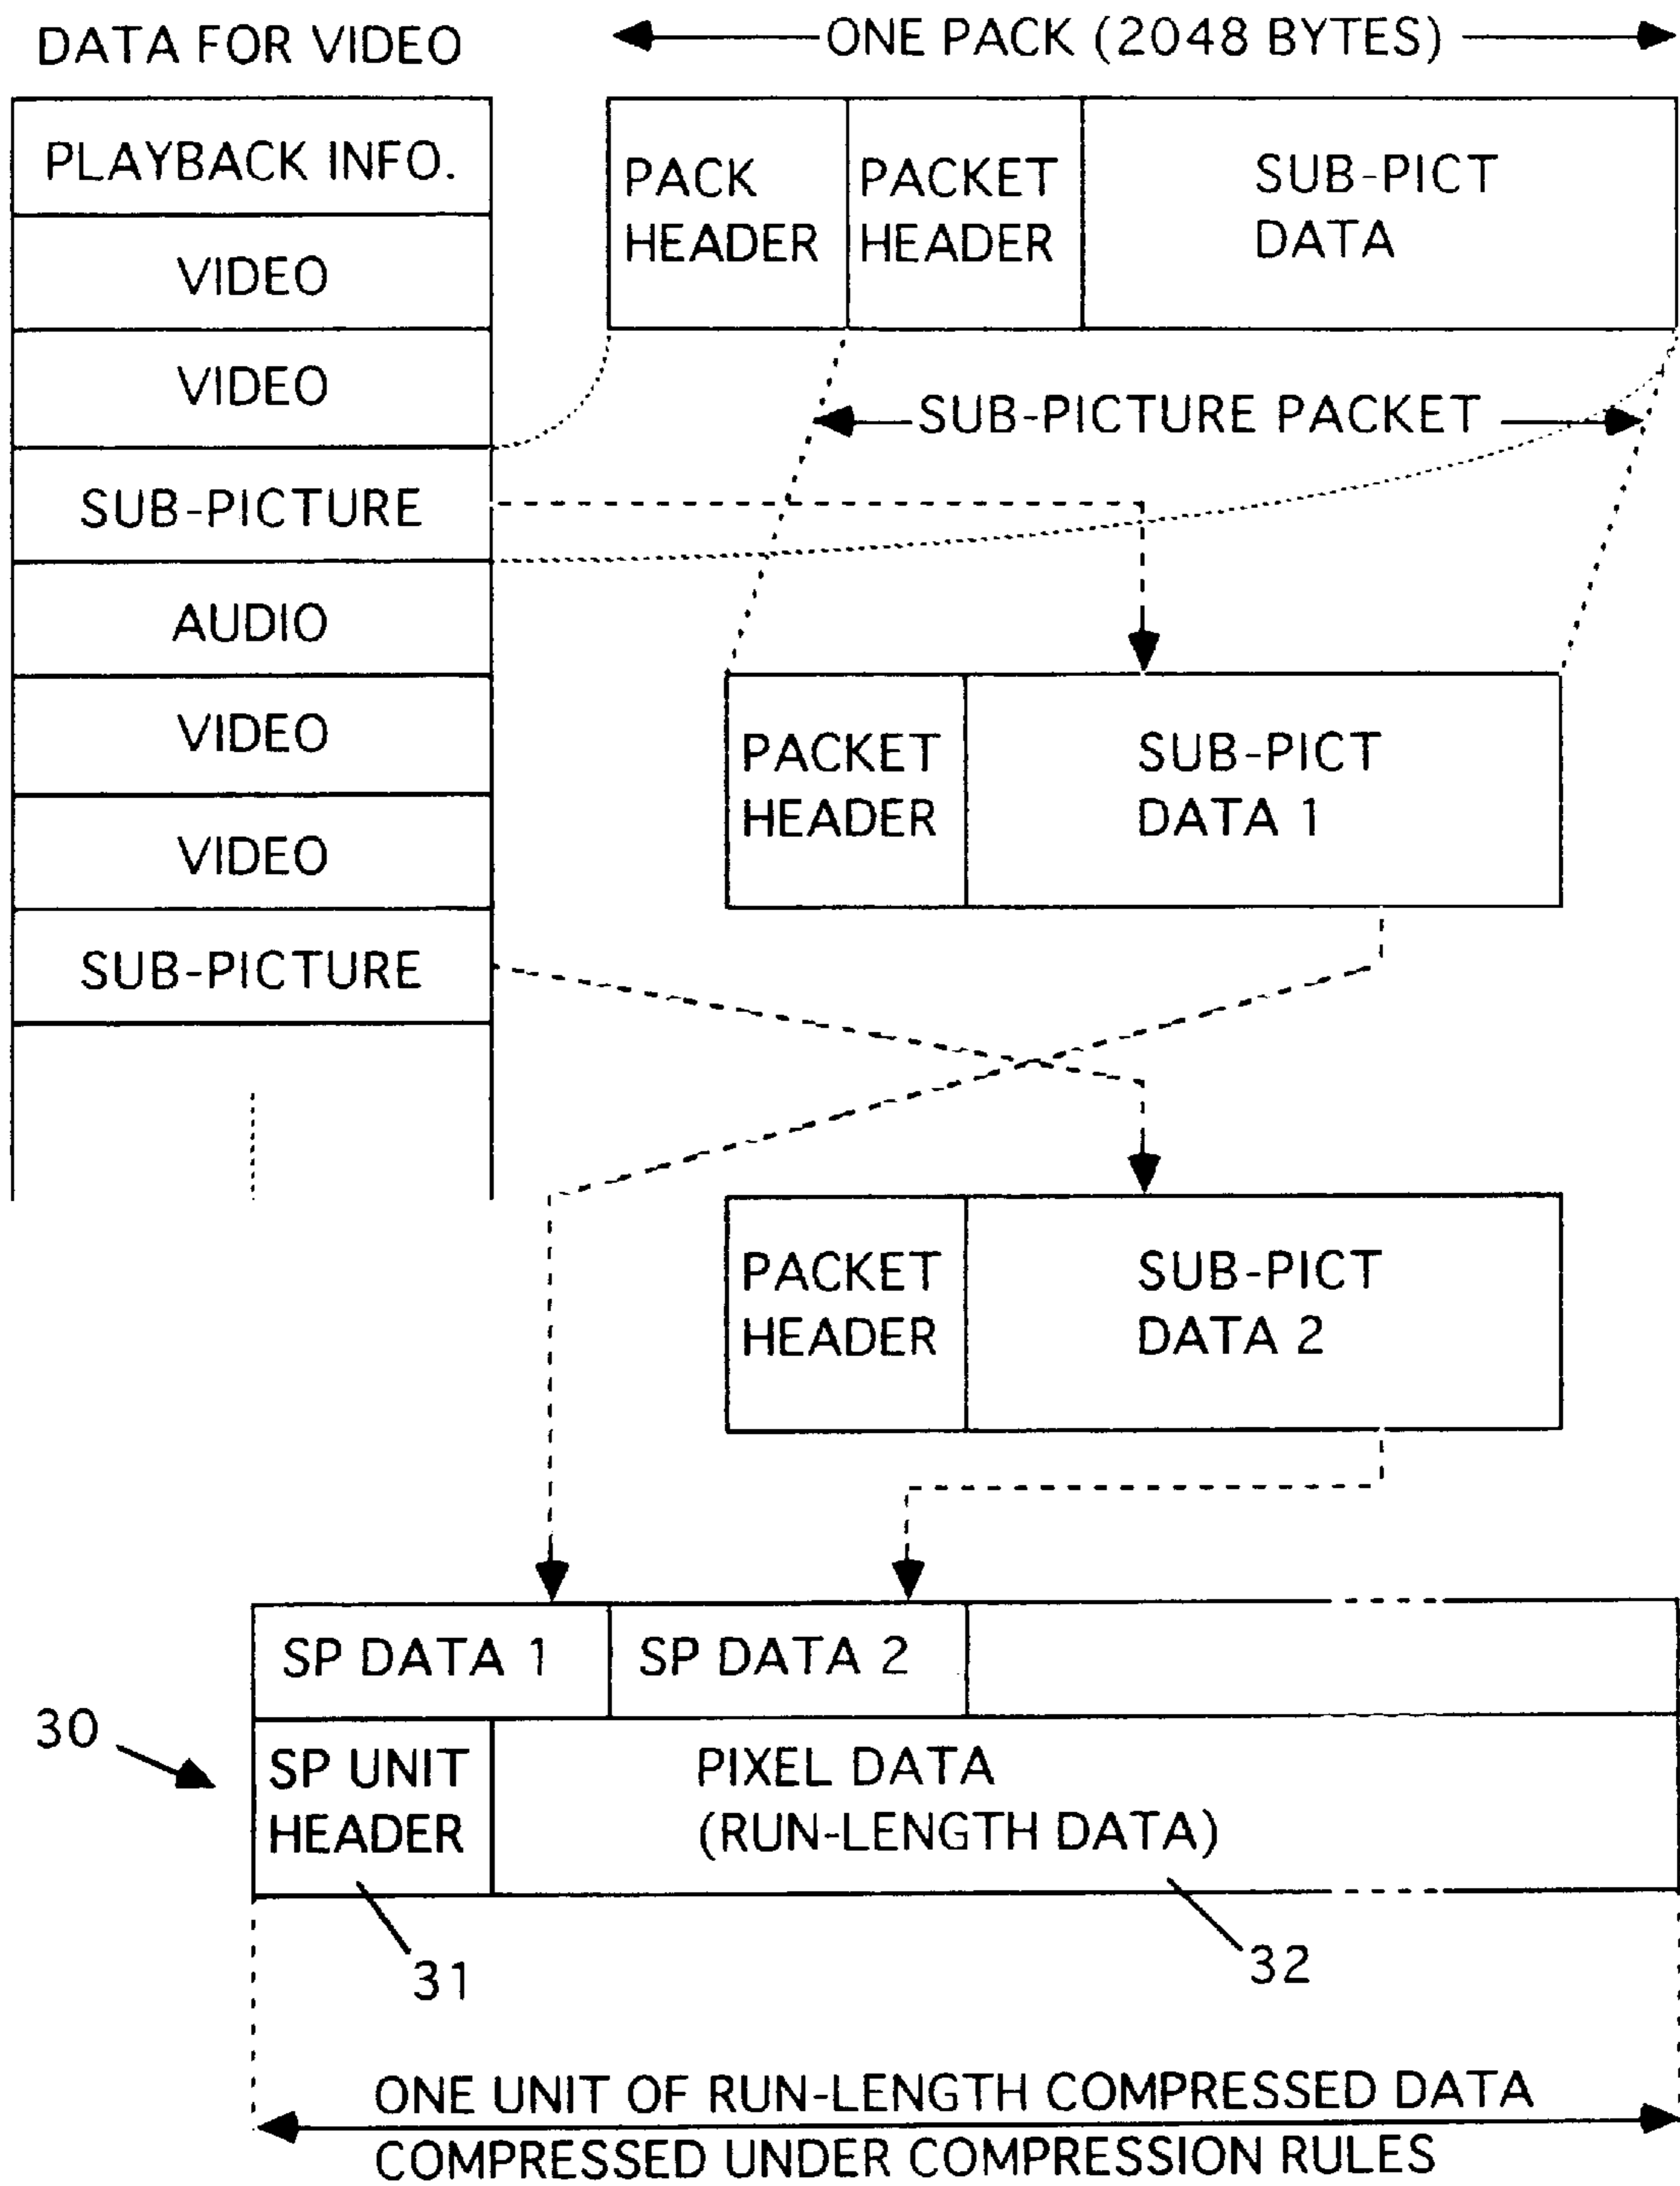 DATA FOR VIDEO
ONE PACK (2048 BYTES)
PLAYBACK INFO.
VIDEO
VIDEO
SUB-PICTURE
AUDIO
VIDEO
VIDEO
SUB-PICTURE
PACK
HEADER
PACKET
HEADER
SUB-PICT
DATA
SUB-PICTURE PACKET
PACKET
HEADER
SUB-PICT
DATA 1
PACKET
HEADER
SUB-PICT
DATA 2
SP DATA 1
SP DATA 2
30
SP UNIT
HEADER
PIXEL DATA
(RUN-LENGTH DATA)
31
32
ONE UNIT OF RUN-LENGTH COMPRESSED DATA
COMPRESSED UNDER COMPRESSION RULES